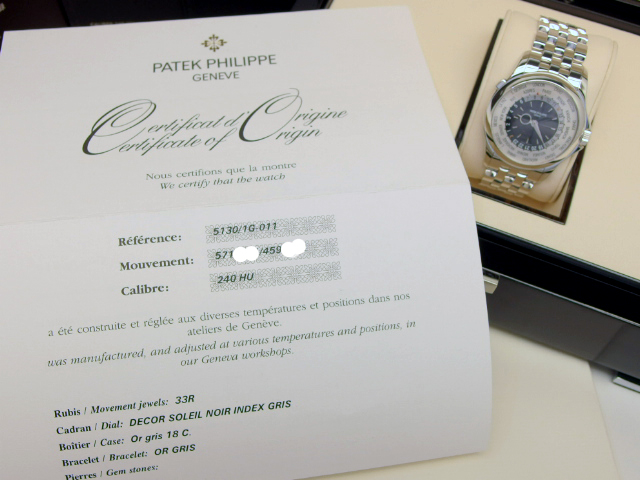 PATEK PHILIPPE
GENEVE
Certificat d'Origine
Certificate of Origin
Nous certifions que la montre
We certify that the watch
Référence: 5130/1G-011
Mouvement: 571 /459
Calibre: 240 HU
a été construite et réglée aux diverses températures et positions dans nos
ateliers de Genève.
was manufactured, and adjusted at various temperatures and positions, in
our Geneva workshops.
Rubis / Movement jewels: 33R
Cadran / Dial: DECOR SOLEIL NOIR INDEX GRIS
Boîtier / Case: Or gris 18 C.
Bracelet / Bracelet: OR GRIS
Pierres / Gem stones: